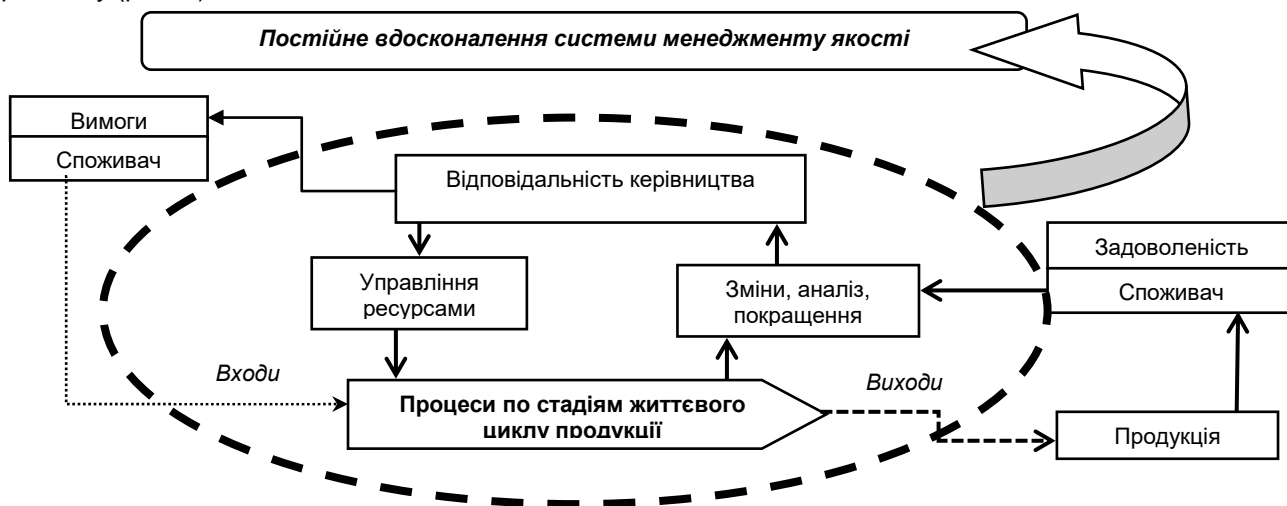 Постійне вдосконалення системи менеджменту якості
Вимоги
Споживач
Відповідальність керівництва
Задоволеність
Споживач
Управління
ресурсами
Зміни, аналіз,
покращення
Входи
Виходи
Процеси по стадіям життєвого
циклу продукції
Продукція